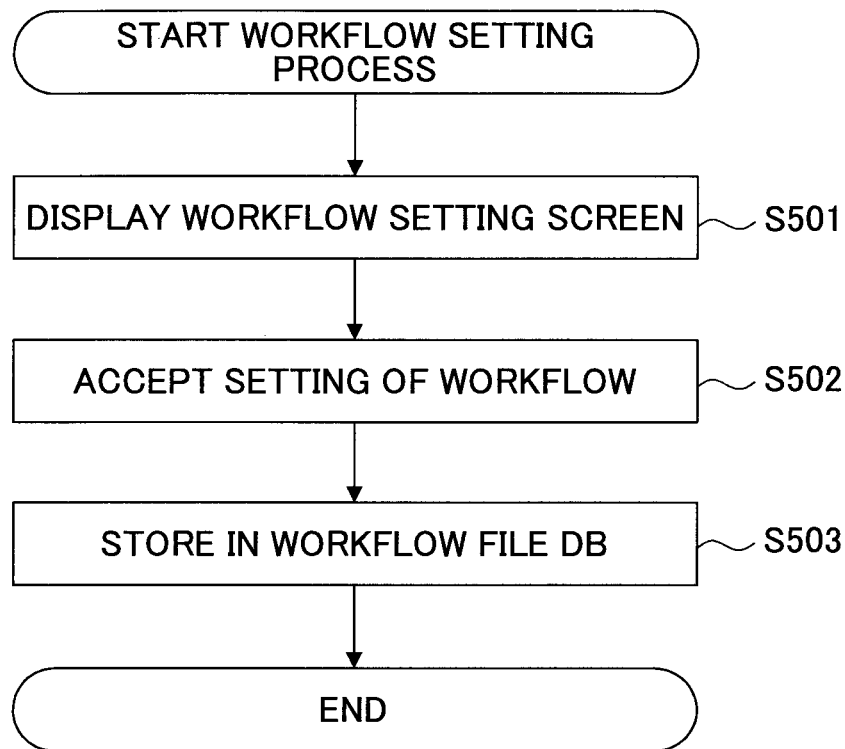 START WORKFLOW SETTING
PROCESS
DISPLAY WORKFLOW SETTING SCREEN
S501
ACCEPT SETTING OF WORKFLOW
S502
STORE IN WORKFLOW FILE DB
S503
END